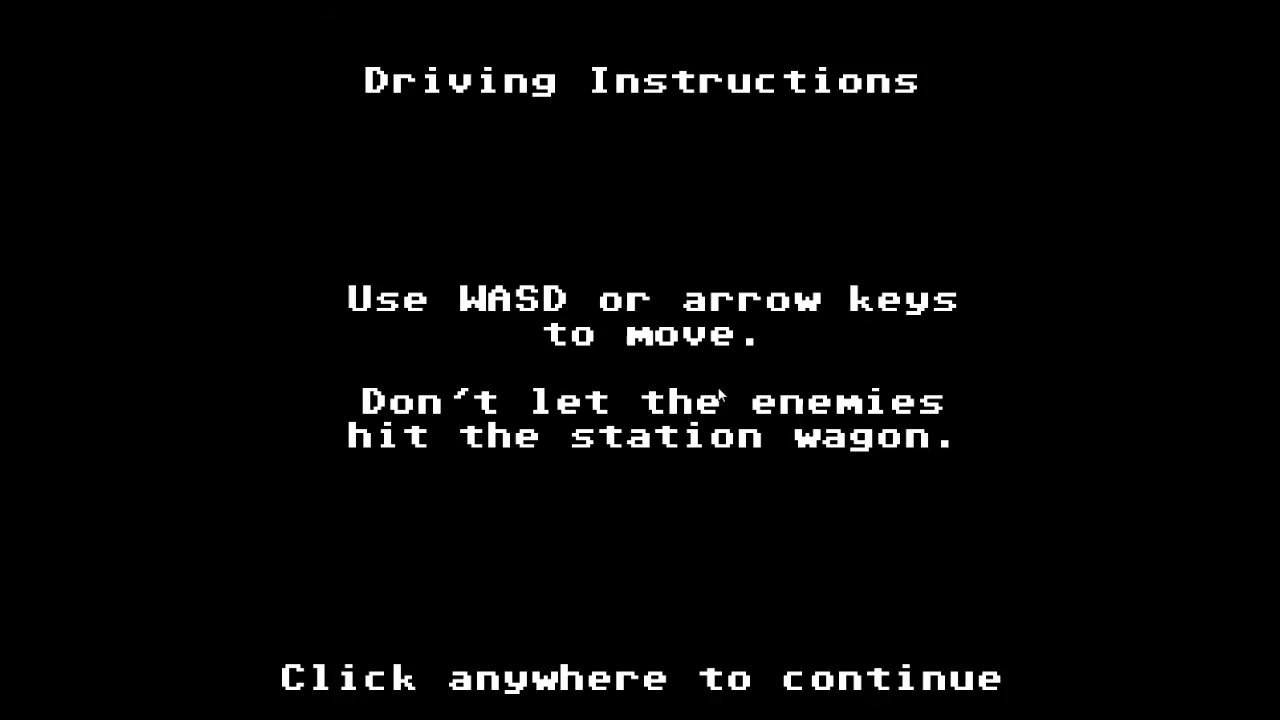 Driving Instructions
Use WASD or arrow keys
to move.
Don't let the enemies
hit the station wagon.
Click anywhere to continue